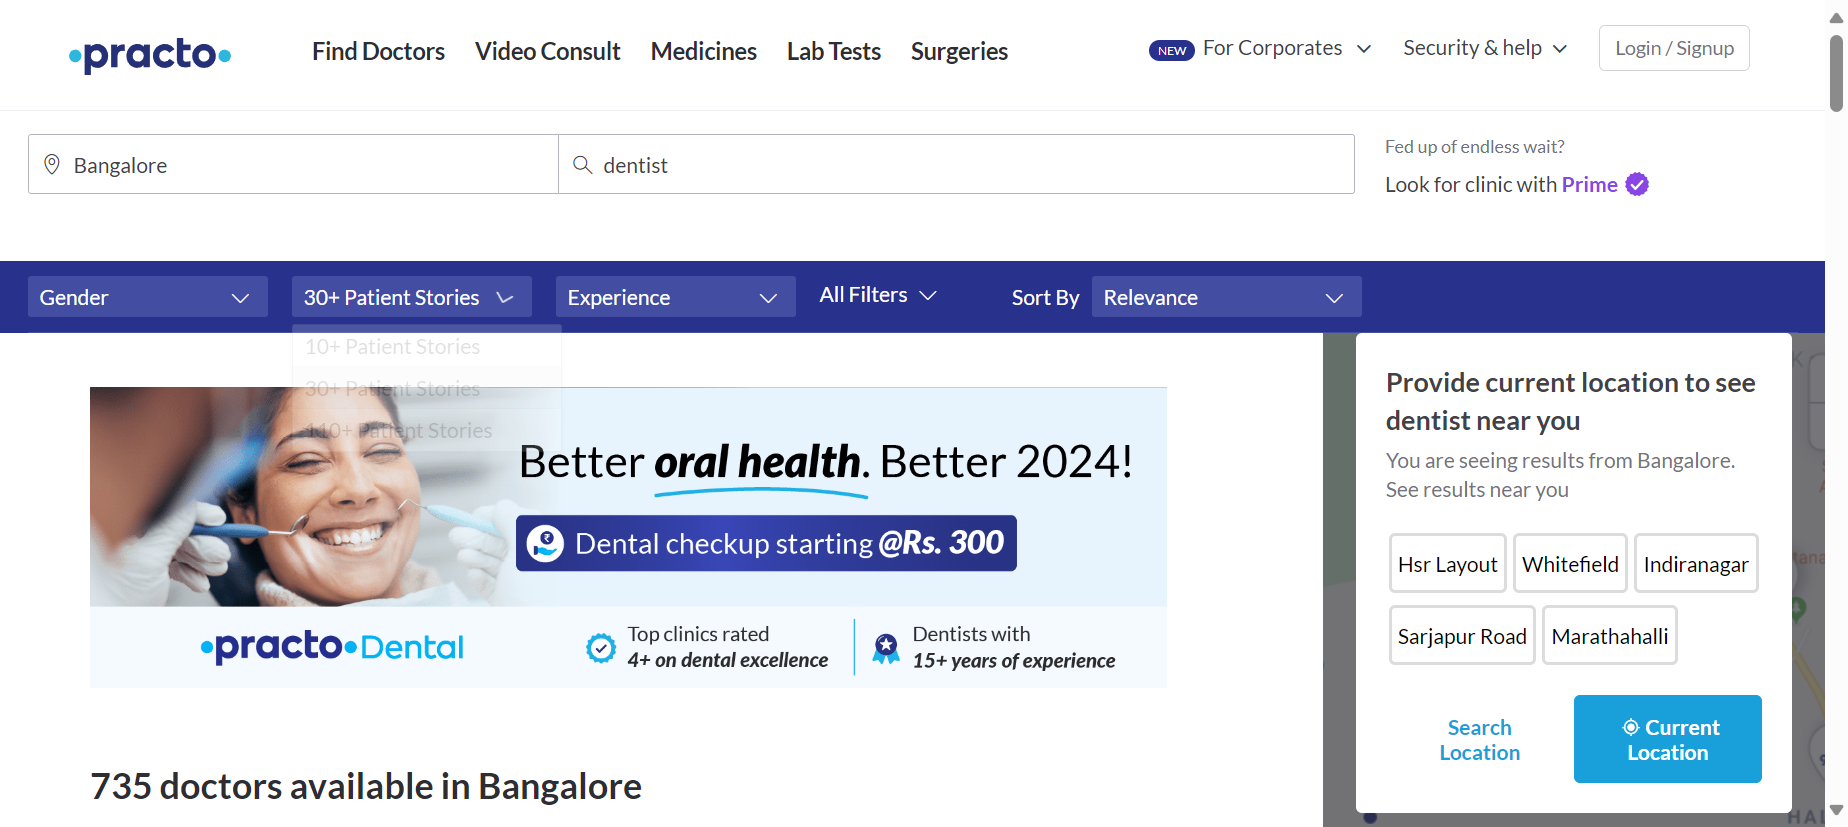 practo
Find Doctors
Video Consult
Medicines
Lab Tests
Surgeries
NEW
For Corporates
Security & help
Login / Signup
Bangalore
dentist
Fed up of endless wait?
Look for clinic with Prime
Gender
30+ Patient Stories
Experience
All Filters
Sort By
Relevance
10+ Patient Stories
30+ Patient Stories
110+ Patient Stories
Better oral health. Better 2024!
Dental checkup starting @Rs. 300
practo Dental
Top clinics rated
4+ on dental excellence
Dentists with
15+ years of experience
735 doctors available in Bangalore
Provide current location to see
dentist near you
You are seeing results from Bangalore.
See results near you
Hsr Layout
Whitefield
Indiranagar
Sarjapur Road
Marathahalli
Search
Location
Current
Location